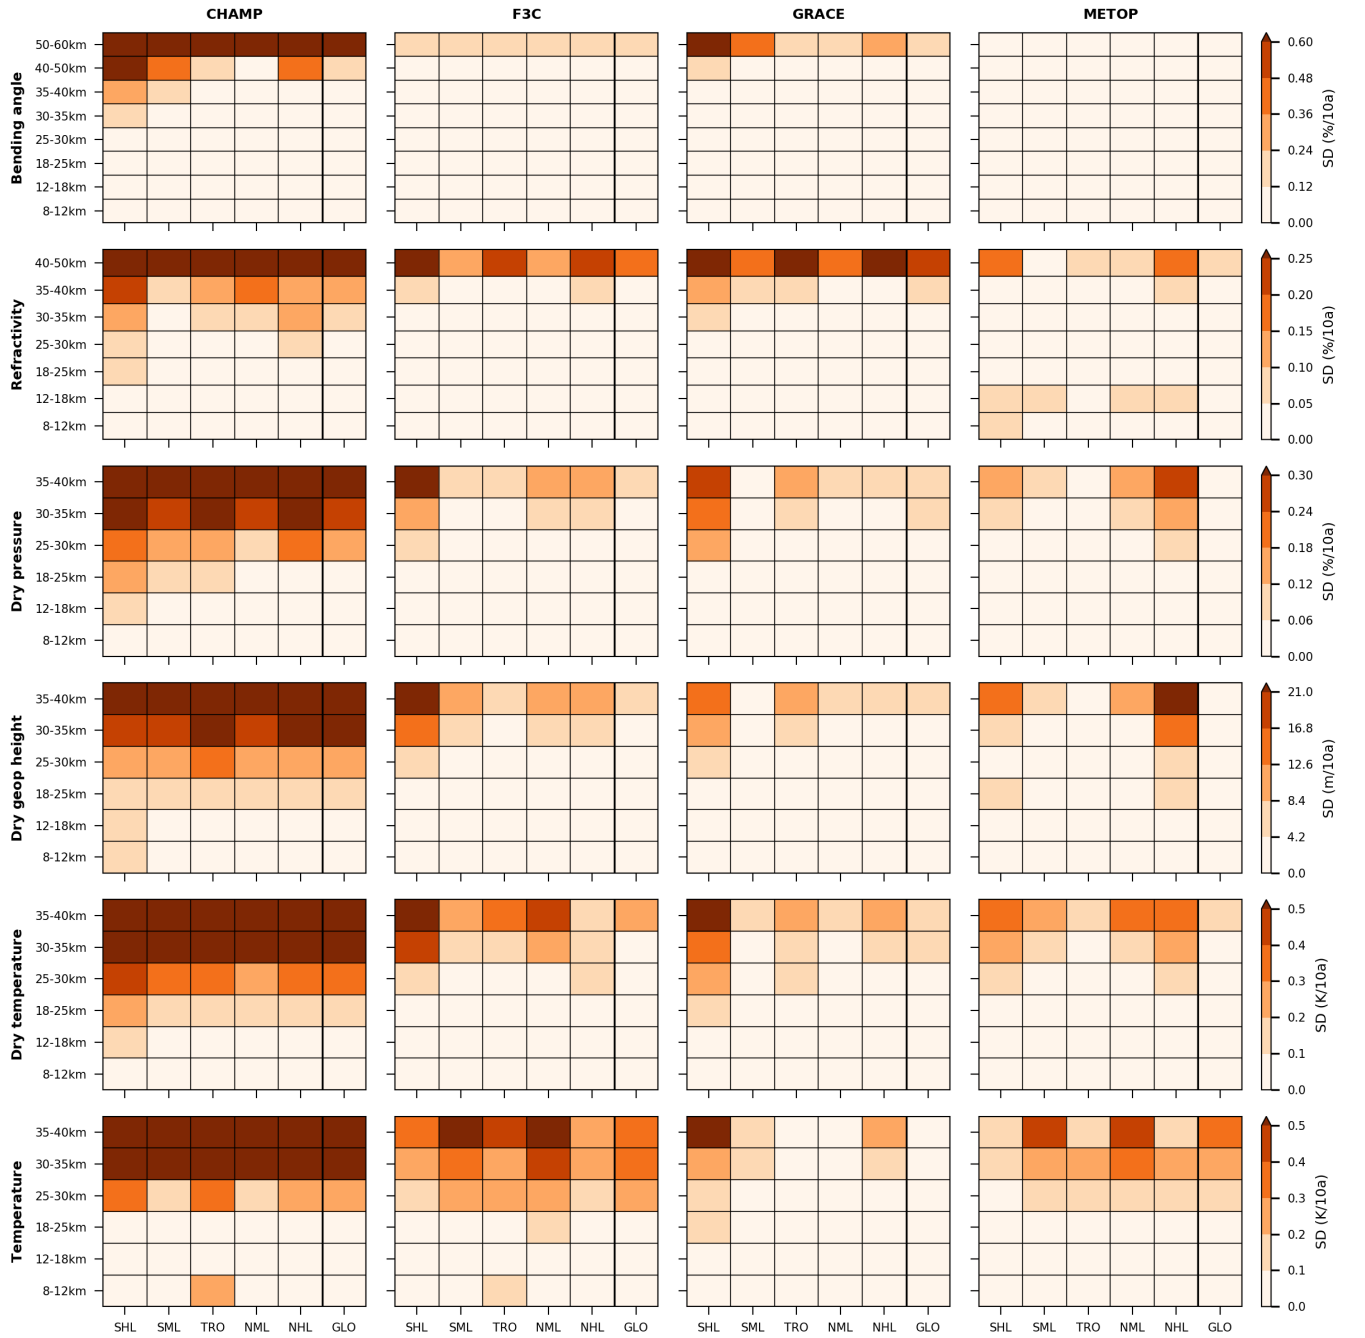 CHAMP F3C GRACE METOP
Bending angle
50-60km
40-50km
35-40km
30-35km
25-30km
18-25km
12-18km
8-12km
0.60
0.48
0.36
0.24
0.12
0.00
SD (%/10a)
Refractivity
40-50km
35-40km
30-35km
25-30km
18-25km
12-18km
8-12km
0.25
0.20
0.15
0.10
0.05
0.00
SD (%/10a)
Dry pressure
35-40km
30-35km
25-30km
18-25km
12-18km
8-12km
0.30
0.24
0.18
0.12
0.06
0.00
SD (%/10a)
Dry geop height
35-40km
30-35km
25-30km
18-25km
12-18km
8-12km
21.0
16.8
12.6
8.4
4.2
0.0
SD (m/10a)
Dry temperature
35-40km
30-35km
25-30km
18-25km
12-18km
8-12km
0.5
0.4
0.3
0.2
0.1
0.0
SD (K/10a)
Temperature
35-40km
30-35km
25-30km
18-25km
12-18km
8-12km
0.5
0.4
0.3
0.2
0.1
0.0
SD (K/10a)
SHL SML TRO NML NHL GLO SHL SML TRO NML NHL GLO SHL SML TRO NML NHL GLO SHL SML TRO NML NHL GLO